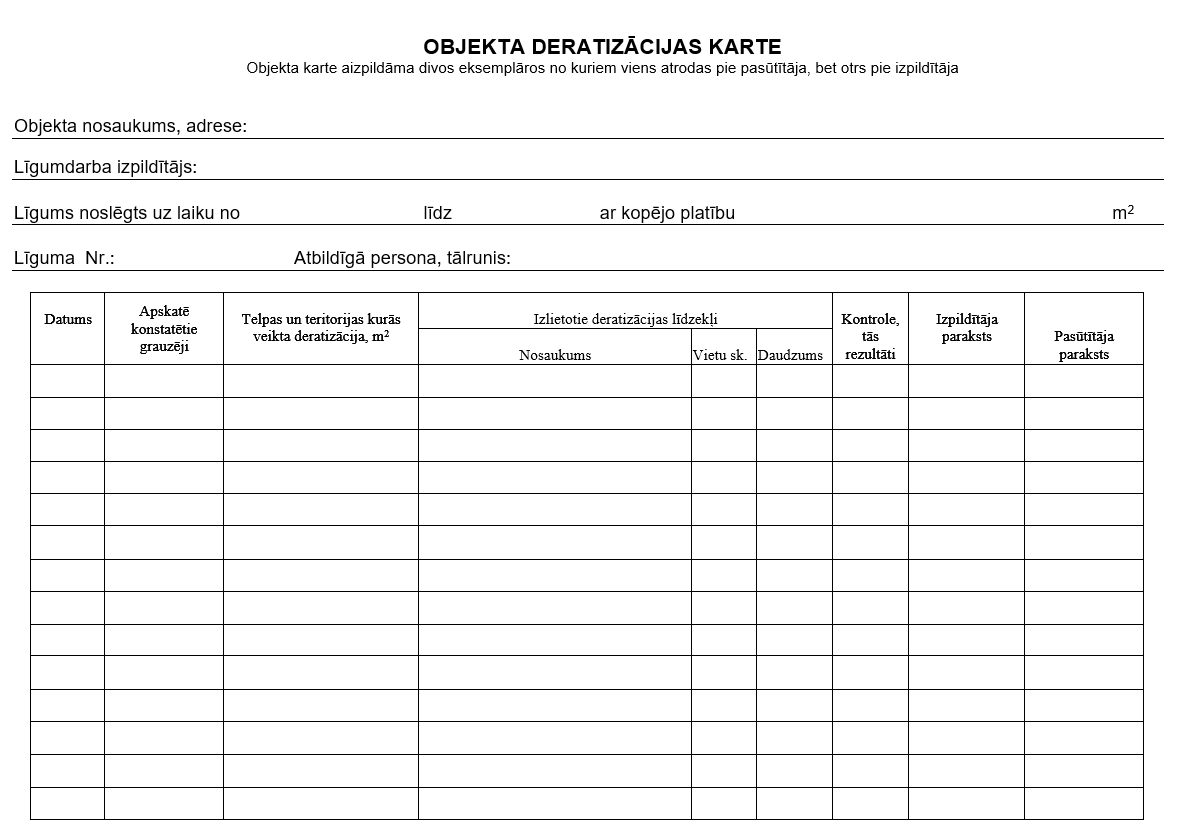 OBJEKTA DERATIZĀCIJAS KARTE
Objekta karte aizpildāma divos eksemplāros no kuriem viens atrodas pie pasūtītāja, bet otrs pie izpildītāja
Objekta nosaukums, adrese:
Līgumdarba izpildītājs:
Līgums noslēgts uz laiku no līdz ar kopējo platību m²
Līguma Nr.: Atbildīgā persona, tālrunis:
Datums
Apskatē
konstatētie
grauzēji
Telpas un teritorijas kurās
veikta deratizācija, m²
Izlietotie deratizācijas līdzekļi
Nosaukums
Vietu sk.
Daudzums
Kontrole,
tās
rezultāti
Izpildītāja
paraksts
Pasūtītāja
paraksts